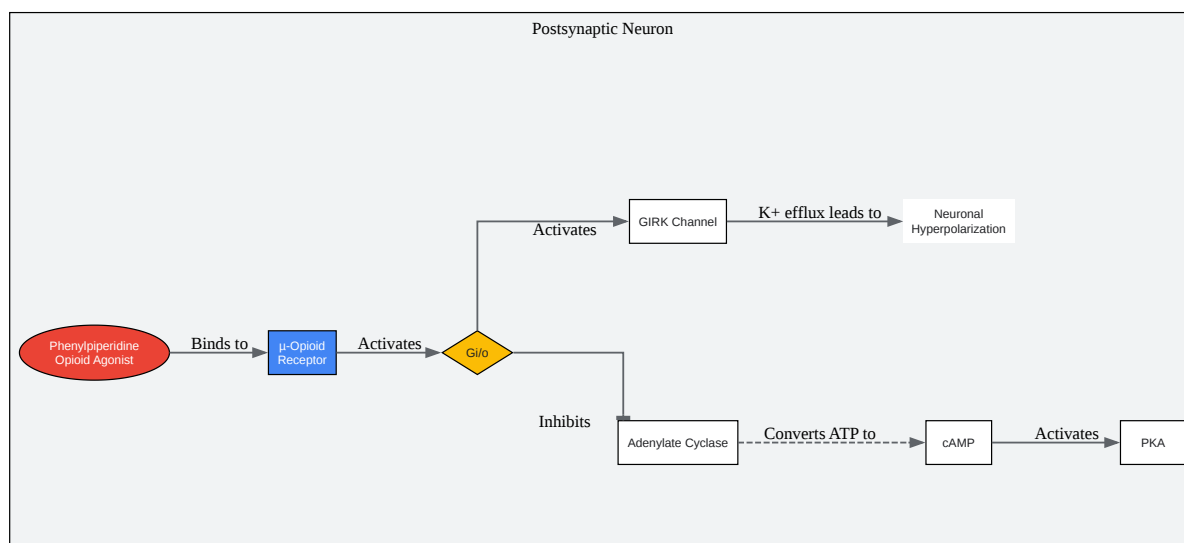 Postsynaptic Neuron
K+ efflux leads to
GIRK Channel
Neuronal
Hyperpolarization
Activates
Phenylpiperidine
Opioid Agonist
Binds to
µ-Opioid
Receptor
Activates
Gi/o
Inhibits
Adenylate Cyclase
Converts ATP to
cAMP
Activates
PKA